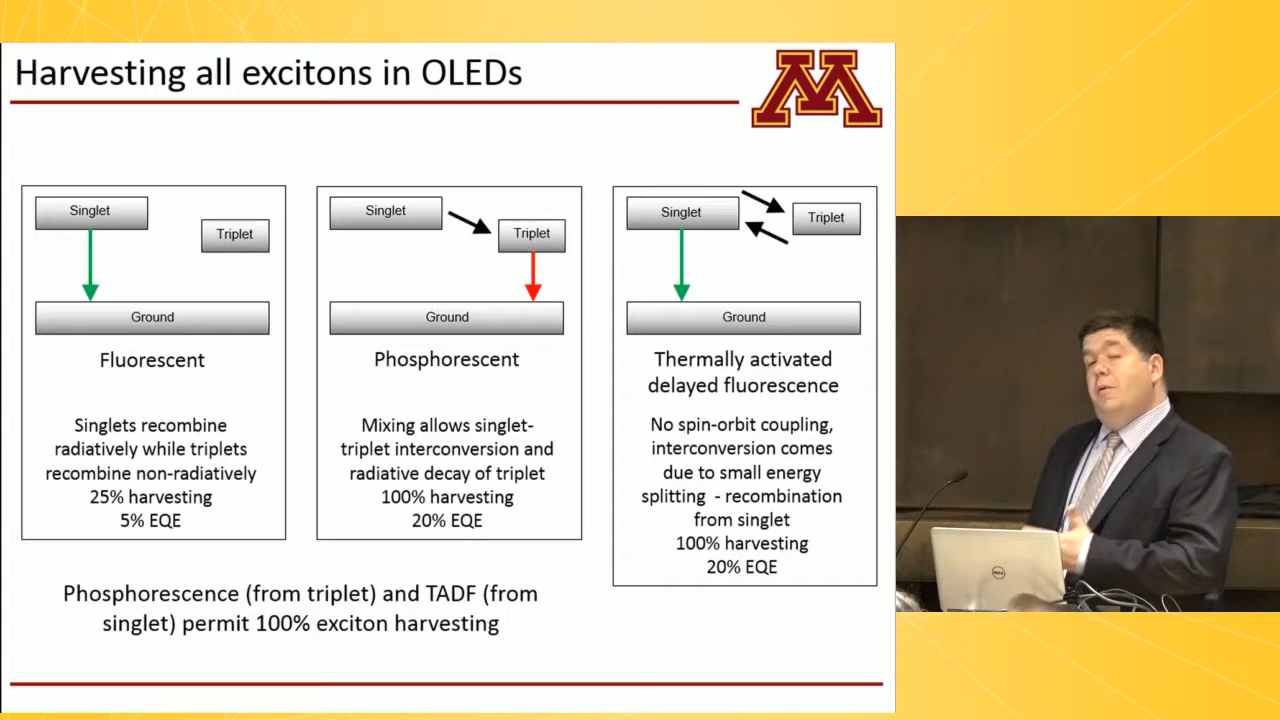 Harvesting all excitons in OLEDs
M
Singlet
Triplet
Ground
Fluorescent
Singlets recombine
radiatively while triplets
recombine non-radiatively
25% harvesting
5% EQE
Singlet
Triplet
Ground
Phosphorescent
Mixing allows singlet-
triplet interconversion and
radiative decay of triplet
100% harvesting
20% EQE
Singlet
Triplet
Ground
Thermally activated
delayed fluorescence
No spin-orbit coupling,
interconversion comes
due to small energy
splitting - recombination
from singlet
100% harvesting
20% EQE
Phosphorescence (from triplet) and TADF (from
singlet) permit 100% exciton harvesting
DELL